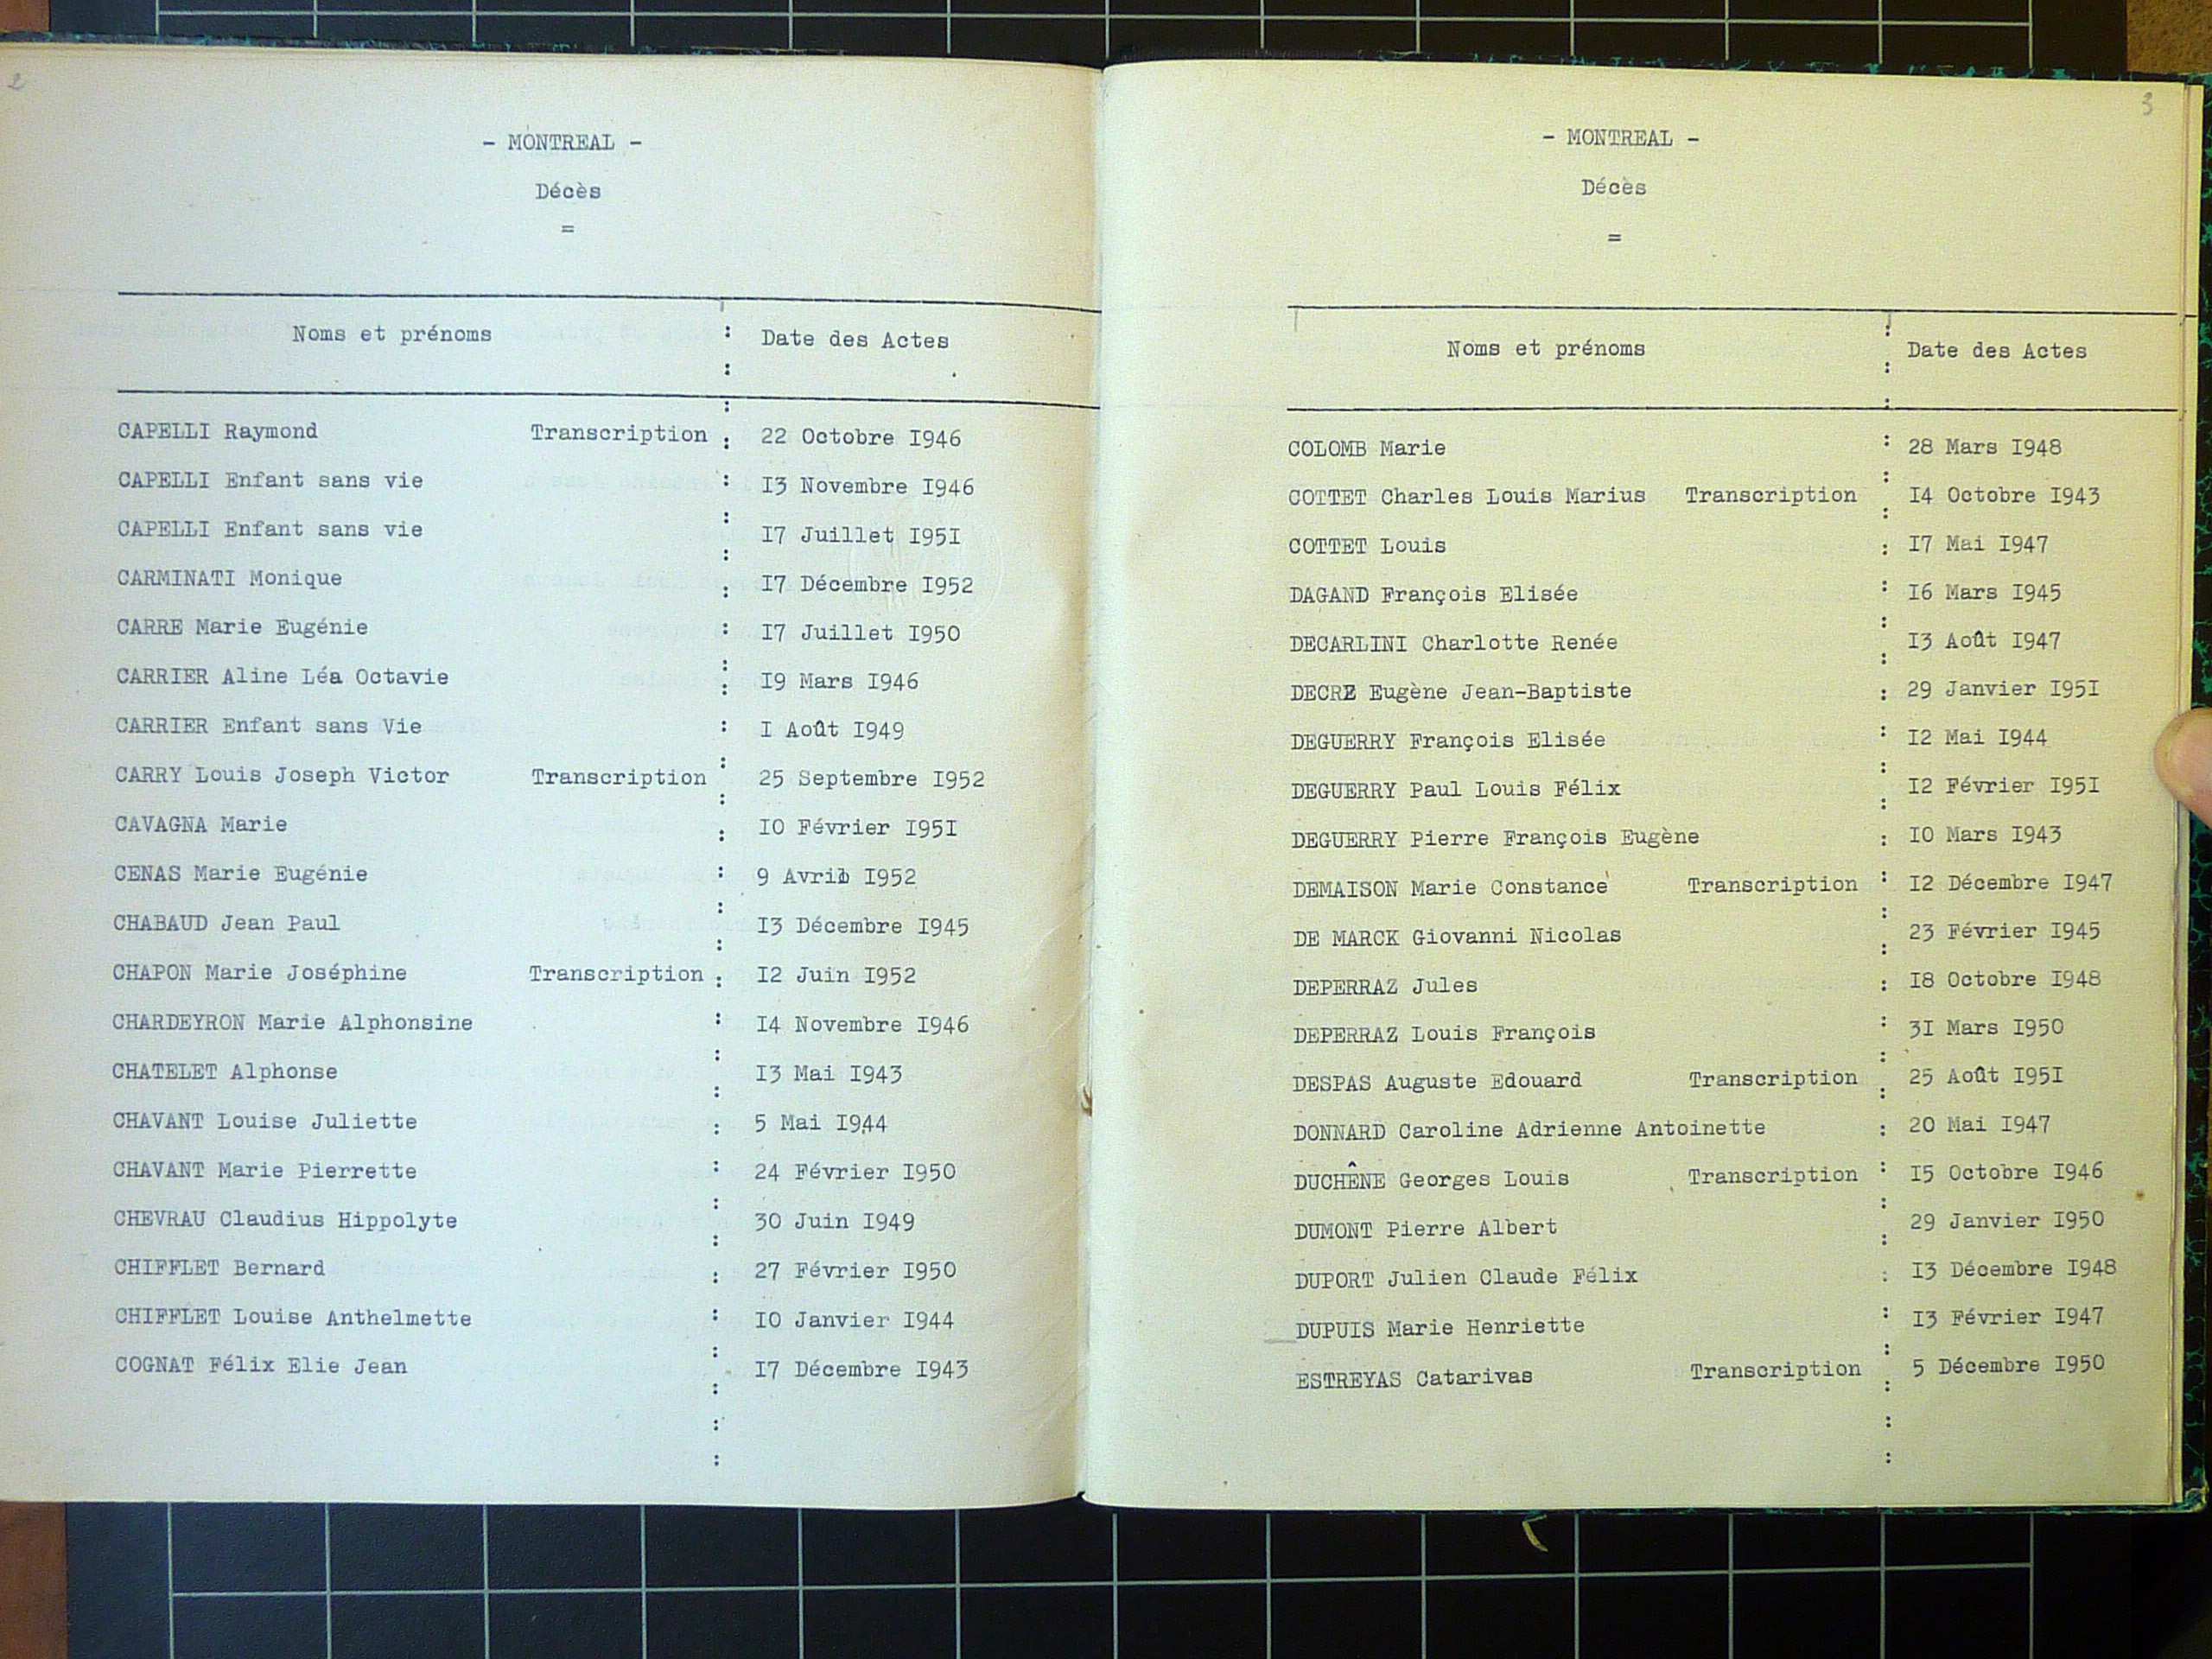 2
- MONTREAL -
Décès
=
Noms et prénoms : Date des Actes
CAPELLI Raymond Transcription : 22 Octobre I946
CAPELLI Enfant sans vie : I3 Novembre I946
CAPELLI Enfant sans vie : I7 Juillet I95I
CARMINATI Monique : I7 Décembre I952
CARRE Marie Eugénie : I7 Juillet I950
CARRIER Aline Léa Octavie : I9 Mars I946
CARRIER Enfant sans Vie : I Août I949
CARRY Louis Joseph Victor Transcription : 25 Septembre I952
CAVAGNA Marie : IO Février I95I
CENAS Marie Eugénie : 9 Avril I952
CHABAUD Jean Paul : I3 Décembre I945
CHAPON Marie Joséphine Transcription : I2 Juin I952
CHARDEYRON Marie Alphonsine : I4 Novembre I946
CHATELET Alphonse : I3 Mai I943
CHAVANT Louise Juliette : 5 Mai I944
CHAVANT Marie Pierrette : 24 Février I950
CHEVRAU Claudius Hippolyte : 30 Juin I949
CHIFFLET Bernard : 27 Février I950
CHIFFLET Louise Anthelmette : IO Janvier I944
COGNAT Félix Elie Jean : I7 Décembre I943
3
- MONTREAL -
Décès
=
Noms et prénoms : Date des Actes
COLOMB Marie : 28 Mars I948
COTTET Charles Louis Marius Transcription : I4 Octobre I943
COTTET Louis : I7 Mai I947
DAGAND François Elisée : I6 Mars I945
DECARLINI Charlotte Renée : I3 Août I947
DECRE Eugène Jean-Baptiste : 29 Janvier I95I
DEGUERRY François Elisée : I2 Mai I944
DEGUERRY Paul Louis Félix : I2 Février I95I
DEGUERRY Pierre François Eugène : IO Mars I943
DEMAISON Marie Constance Transcription : I2 Décembre I947
DE MARCK Giovanni Nicolas : 23 Février I945
DEPERRAZ Jules : I8 Octobre I948
DEPERRAZ Louis François : 3I Mars I950
DESPAS Auguste Edouard Transcription : 25 Août I95I
DONNARD Caroline Adrienne Antoinette : 20 Mai I947
DUCHÊNE Georges Louis Transcription : I5 Octobre I946
DUMONT Pierre Albert : 29 Janvier I950
DUPORT Julien Claude Félix : I3 Décembre I948
DUPUIS Marie Henriette : I3 Février I947
ESTREYAS Catarivas Transcription : 5 Décembre I950